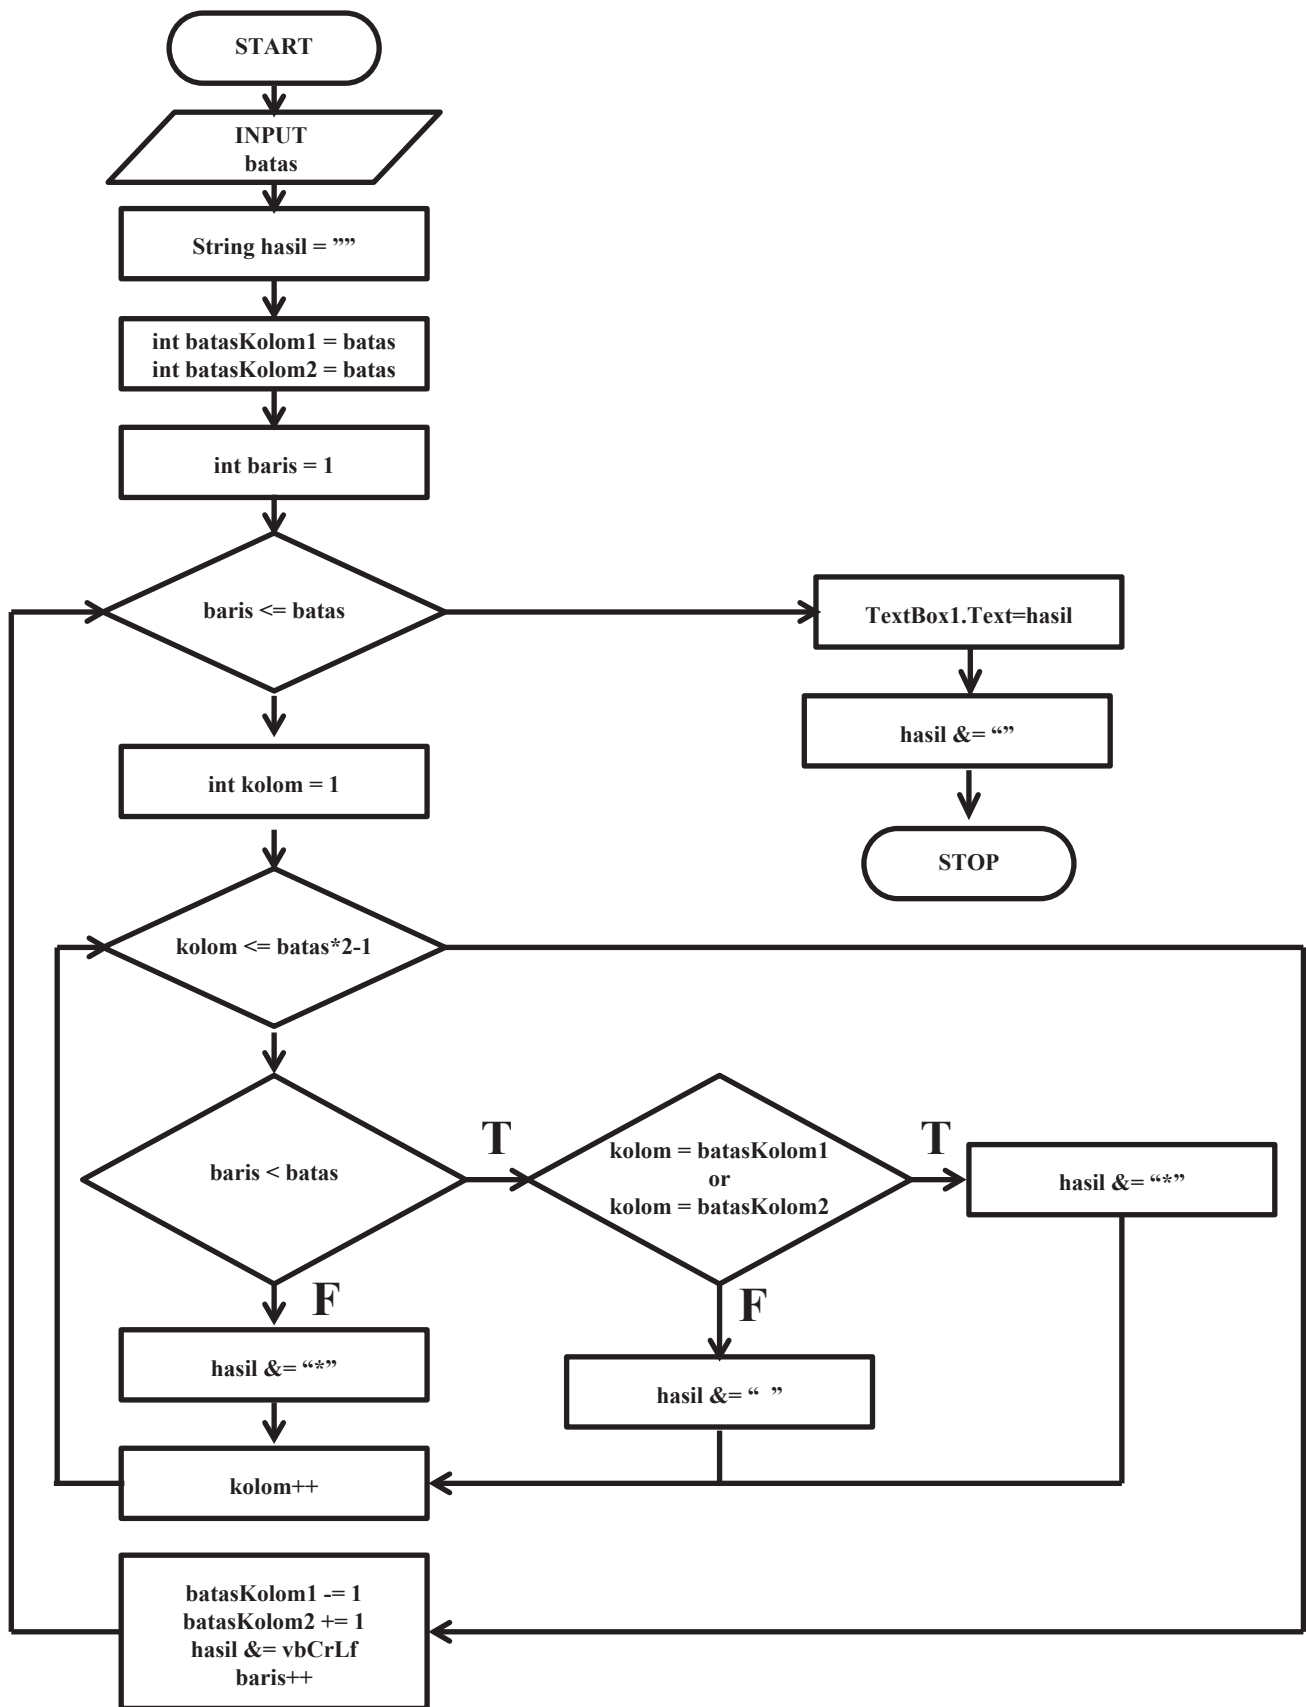 START
INPUT
batas
String hasil = ””
int batasKolom1 = batas
int batasKolom2 = batas
int baris = 1
baris <= batas
TextBox1.Text=hasil
hasil &= “”
STOP
int kolom = 1
kolom <= batas*2-1
baris < batas
T
kolom = batasKolom1
or
kolom = batasKolom2
T
hasil &= “*”
F
F
hasil &= “*”
hasil &= “  ”
kolom++
batasKolom1 -= 1
batasKolom2 += 1
hasil &= vbCrLf
baris++